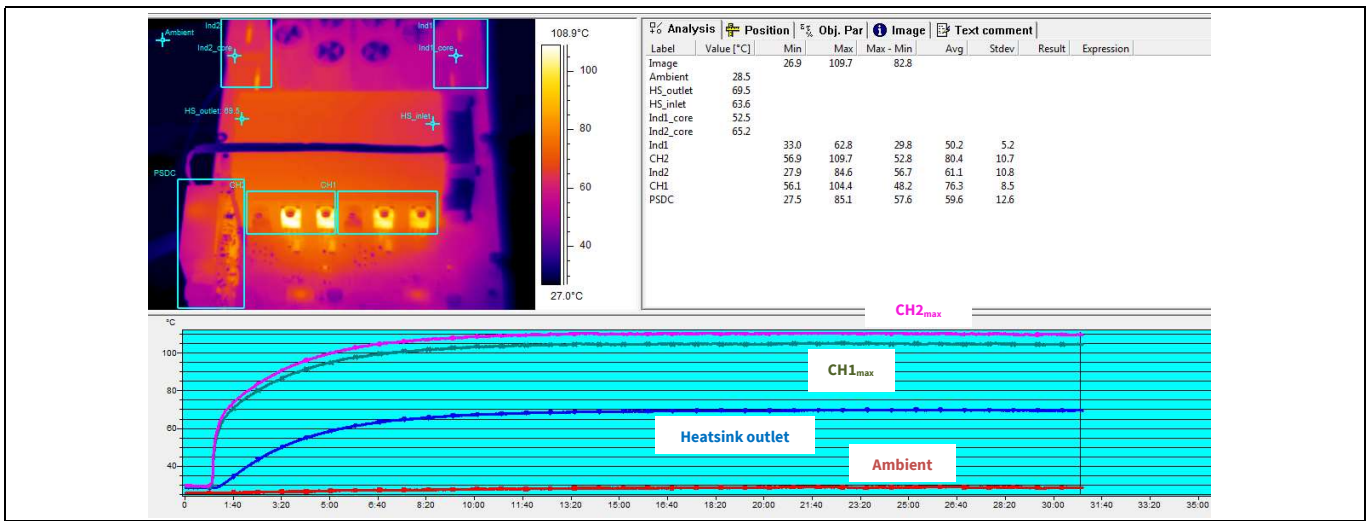 Analysis Position Obj. Par Image Text comment
Label Value [°C] Min Max Max - Min Avg Stdev Result Expression
Image 26.9 109.7 82.8
Ambient 28.5
HS_outlet 69.5
HS_inlet 63.6
Ind1_core 52.5
Ind2_core 65.2
Ind1 33.0 62.8 29.8 50.2 5.2
CH2 56.9 109.7 52.8 80.4 10.7
Ind2 27.9 84.6 56.7 61.1 10.8
CH1 56.1 104.4 48.2 76.3 8.5
PSDC 27.5 85.1 57.6 59.6 12.6
Ambient
Ind2
Ind1
Ind2_core
Ind1_core
HS_outlet: 69.5
HS_inlet
PSDC
CH2
CH1
108.9°C
100
80
60
40
27.0°C
°C
100
80
60
40
CH2max
CH1max
Heatsink outlet
Ambient
0 1:40 3:20 5:00 6:40 8:20 10:00 11:40 13:20 15:00 16:40 18:20 20:00 21:40 23:20 25:00 26:40 28:20 30:00 31:40 33:20 35:00